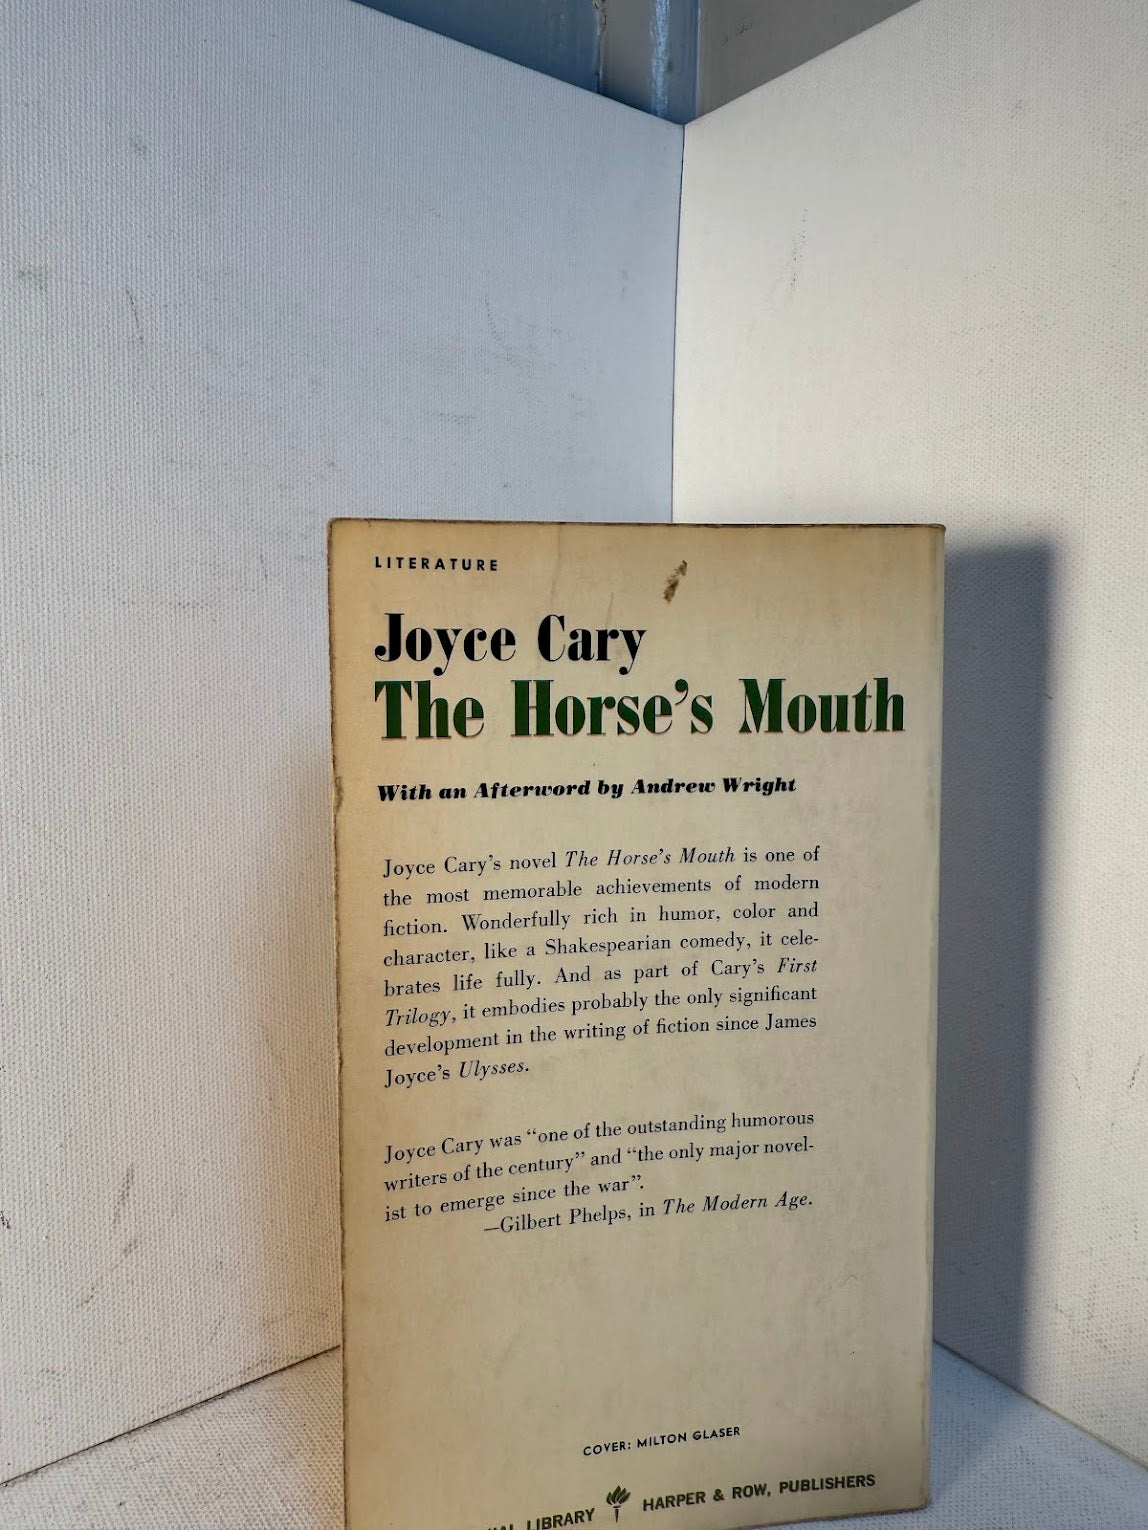 LITERATURE
Joyce Cary
The Horse's Mouth
With an Afterword by Andrew Wright
Joyce Cary's novel The Horse's Mouth is one of
the most memorable achievements of modern
fiction. Wonderfully rich in humor, color and
character, like a Shakespearian comedy, it cele-
brates life fully. And as part of Cary's First
Trilogy, it embodies probably the only significant
development in the writing of fiction since James
Joyce's Ulysses.
Joyce Cary was "one of the outstanding humorous
writers of the century" and "the only major novel-
ist to emerge since the war".
—Gilbert Phelps, in The Modern Age.
COVER: MILTON GLASER
LIBRARY HARPER & ROW, PUBLISHERS